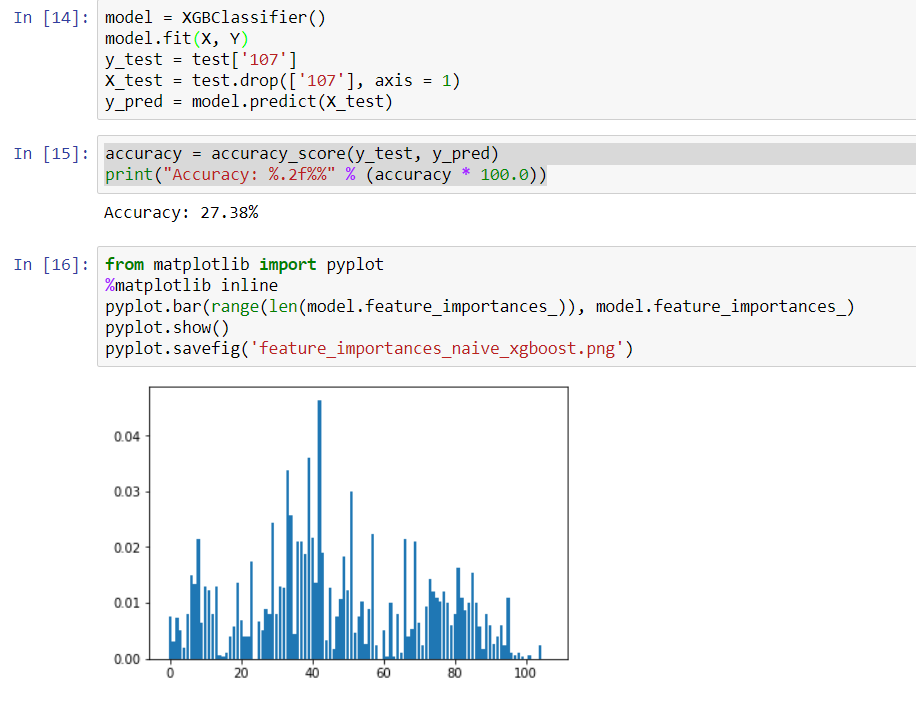 In [14]: model = XGBClassifier()
model.fit(X, Y)
y_test = test['107']
X_test = test.drop(['107'], axis = 1)
y_pred = model.predict(X_test)
In [15]: accuracy = accuracy_score(y_test, y_pred)
print("Accuracy: %.2f%%" % (accuracy * 100.0))
Accuracy: 27.38%
In [16]: from matplotlib import pyplot
%matplotlib inline
pyplot.bar(range(len(model.feature_importances_)), model.feature_importances_)
pyplot.show()
pyplot.savefig('feature_importances_naive_xgboost.png')
0.04
0.03
0.02
0.01
0.00
0 20 40 60 80 100